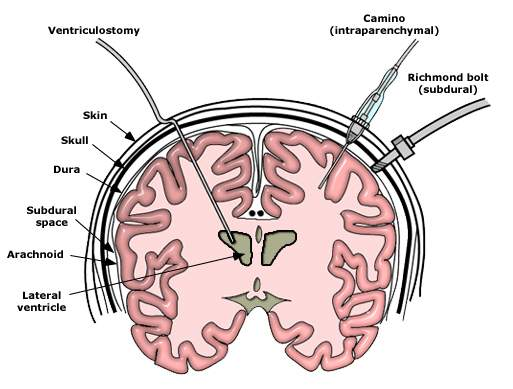 Ventriculostomy
Camino
(intraparenchymal)
Richmond bolt
(subdural)
Skin
Skull
Dura
Subdural
space
Arachnoid
Lateral
ventricle